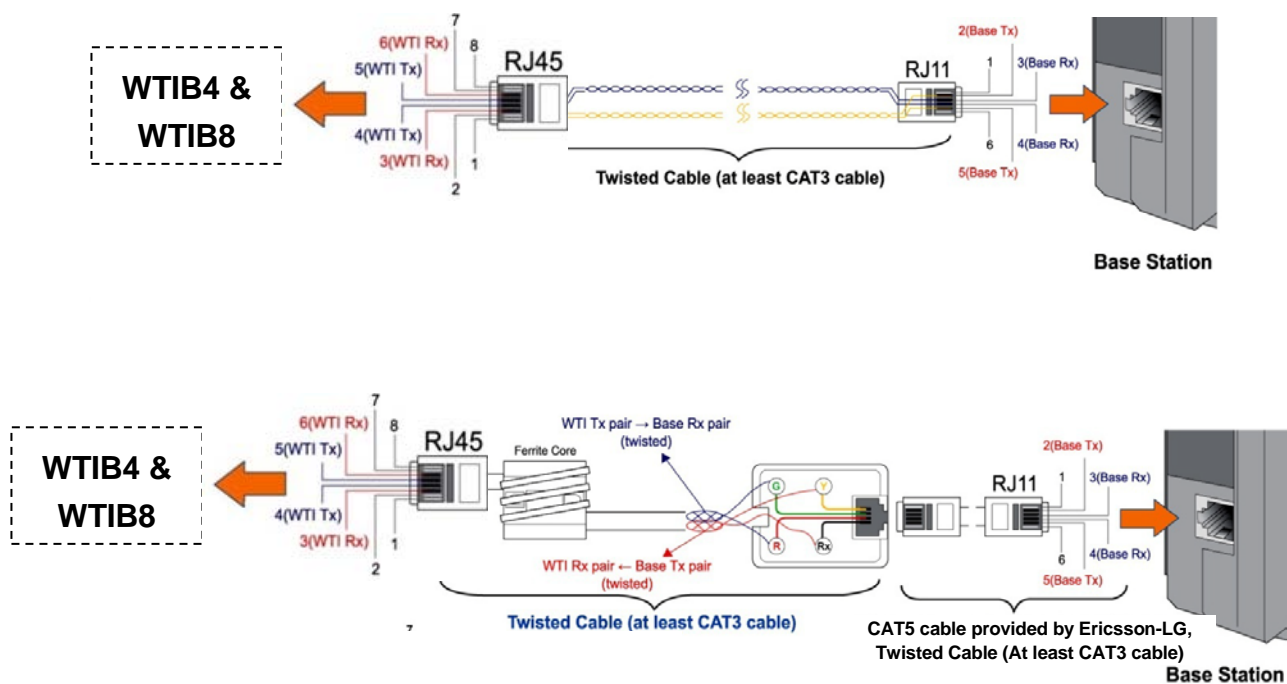 WTIB4 &
WTIB8
7
6(WTI Rx)
8
5(WTI Tx)
4(WTI Tx)
3(WTI Rx)
1
2
RJ45
RJ11
2(Base Tx)
1
3(Base Rx)
4(Base Rx)
6
5(Base Tx)
Twisted Cable (at least CAT3 cable)
Base Station
WTIB4 &
WTIB8
7
6(WTI Rx)
8
5(WTI Tx)
4(WTI Tx)
3(WTI Rx)
1
2
RJ45
Ferrite Core
WTI Tx pair → Base Rx pair
(twisted)
G
Y
R
Rx
WTI Rx pair ← Base Tx pair
(twisted)
RJ11
2(Base Tx)
1
3(Base Rx)
4(Base Rx)
6
5(Base Tx)
Twisted Cable (at least CAT3 cable)
CAT5 cable provided by Ericsson-LG,
Twisted Cable (At least CAT3 cable)
Base Station